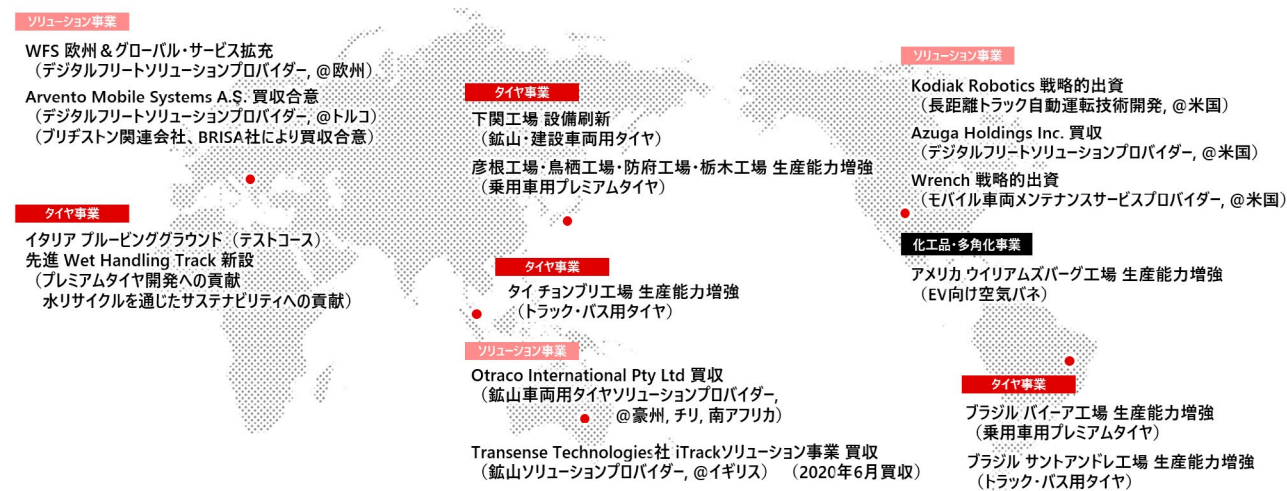 ソリューション事業
WFS 欧州＆グローバル・サービス拡充
（デジタルフリートソリューションプロバイダー, @欧州）
Arvento Mobile Systems A.Ş. 買収合意
（デジタルフリートソリューションプロバイダー, @トルコ）
（ブリヂストン関連会社、BRISA社により買収合意）
タイヤ事業
イタリア プルービンググラウンド （テストコース）
先進 Wet Handling Track 新設
（プレミアムタイヤ開発への貢献
水リサイクルを通じたサステナビリティへの貢献）
タイヤ事業
下関工場 設備刷新
（鉱山・建設車両用タイヤ）
彦根工場・鳥栖工場・防府工場・栃木工場 生産能力増強
（乗用車用プレミアムタイヤ）
タイヤ事業
タイ チョンブリ工場 生産能力増強
（トラック・バス用タイヤ）
ソリューション事業
Otraco International Pty Ltd 買収
（鉱山車両用タイヤソリューションプロバイダー,
@豪州, チリ, 南アフリカ）
Transense Technologies社 iTrackソリューション事業 買収
（鉱山ソリューションプロバイダー, @イギリス） （2020年6月買収）
ソリューション事業
Kodiak Robotics 戦略的出資
（長距離トラック自動運転技術開発, @米国）
Azuga Holdings Inc. 買収
（デジタルフリートソリューションプロバイダー, @米国）
Wrench 戦略的出資
（モバイル車両メンテナンスサービスプロバイダー, @米国）
化工品・多角化事業
アメリカ ウイリアムズバーグ工場 生産能力増強
（EV向け空気バネ）
タイヤ事業
ブラジル バイーア工場 生産能力増強
（乗用車用プレミアムタイヤ）
ブラジル サントアンドレ工場 生産能力増強
（トラック・バス用タイヤ）